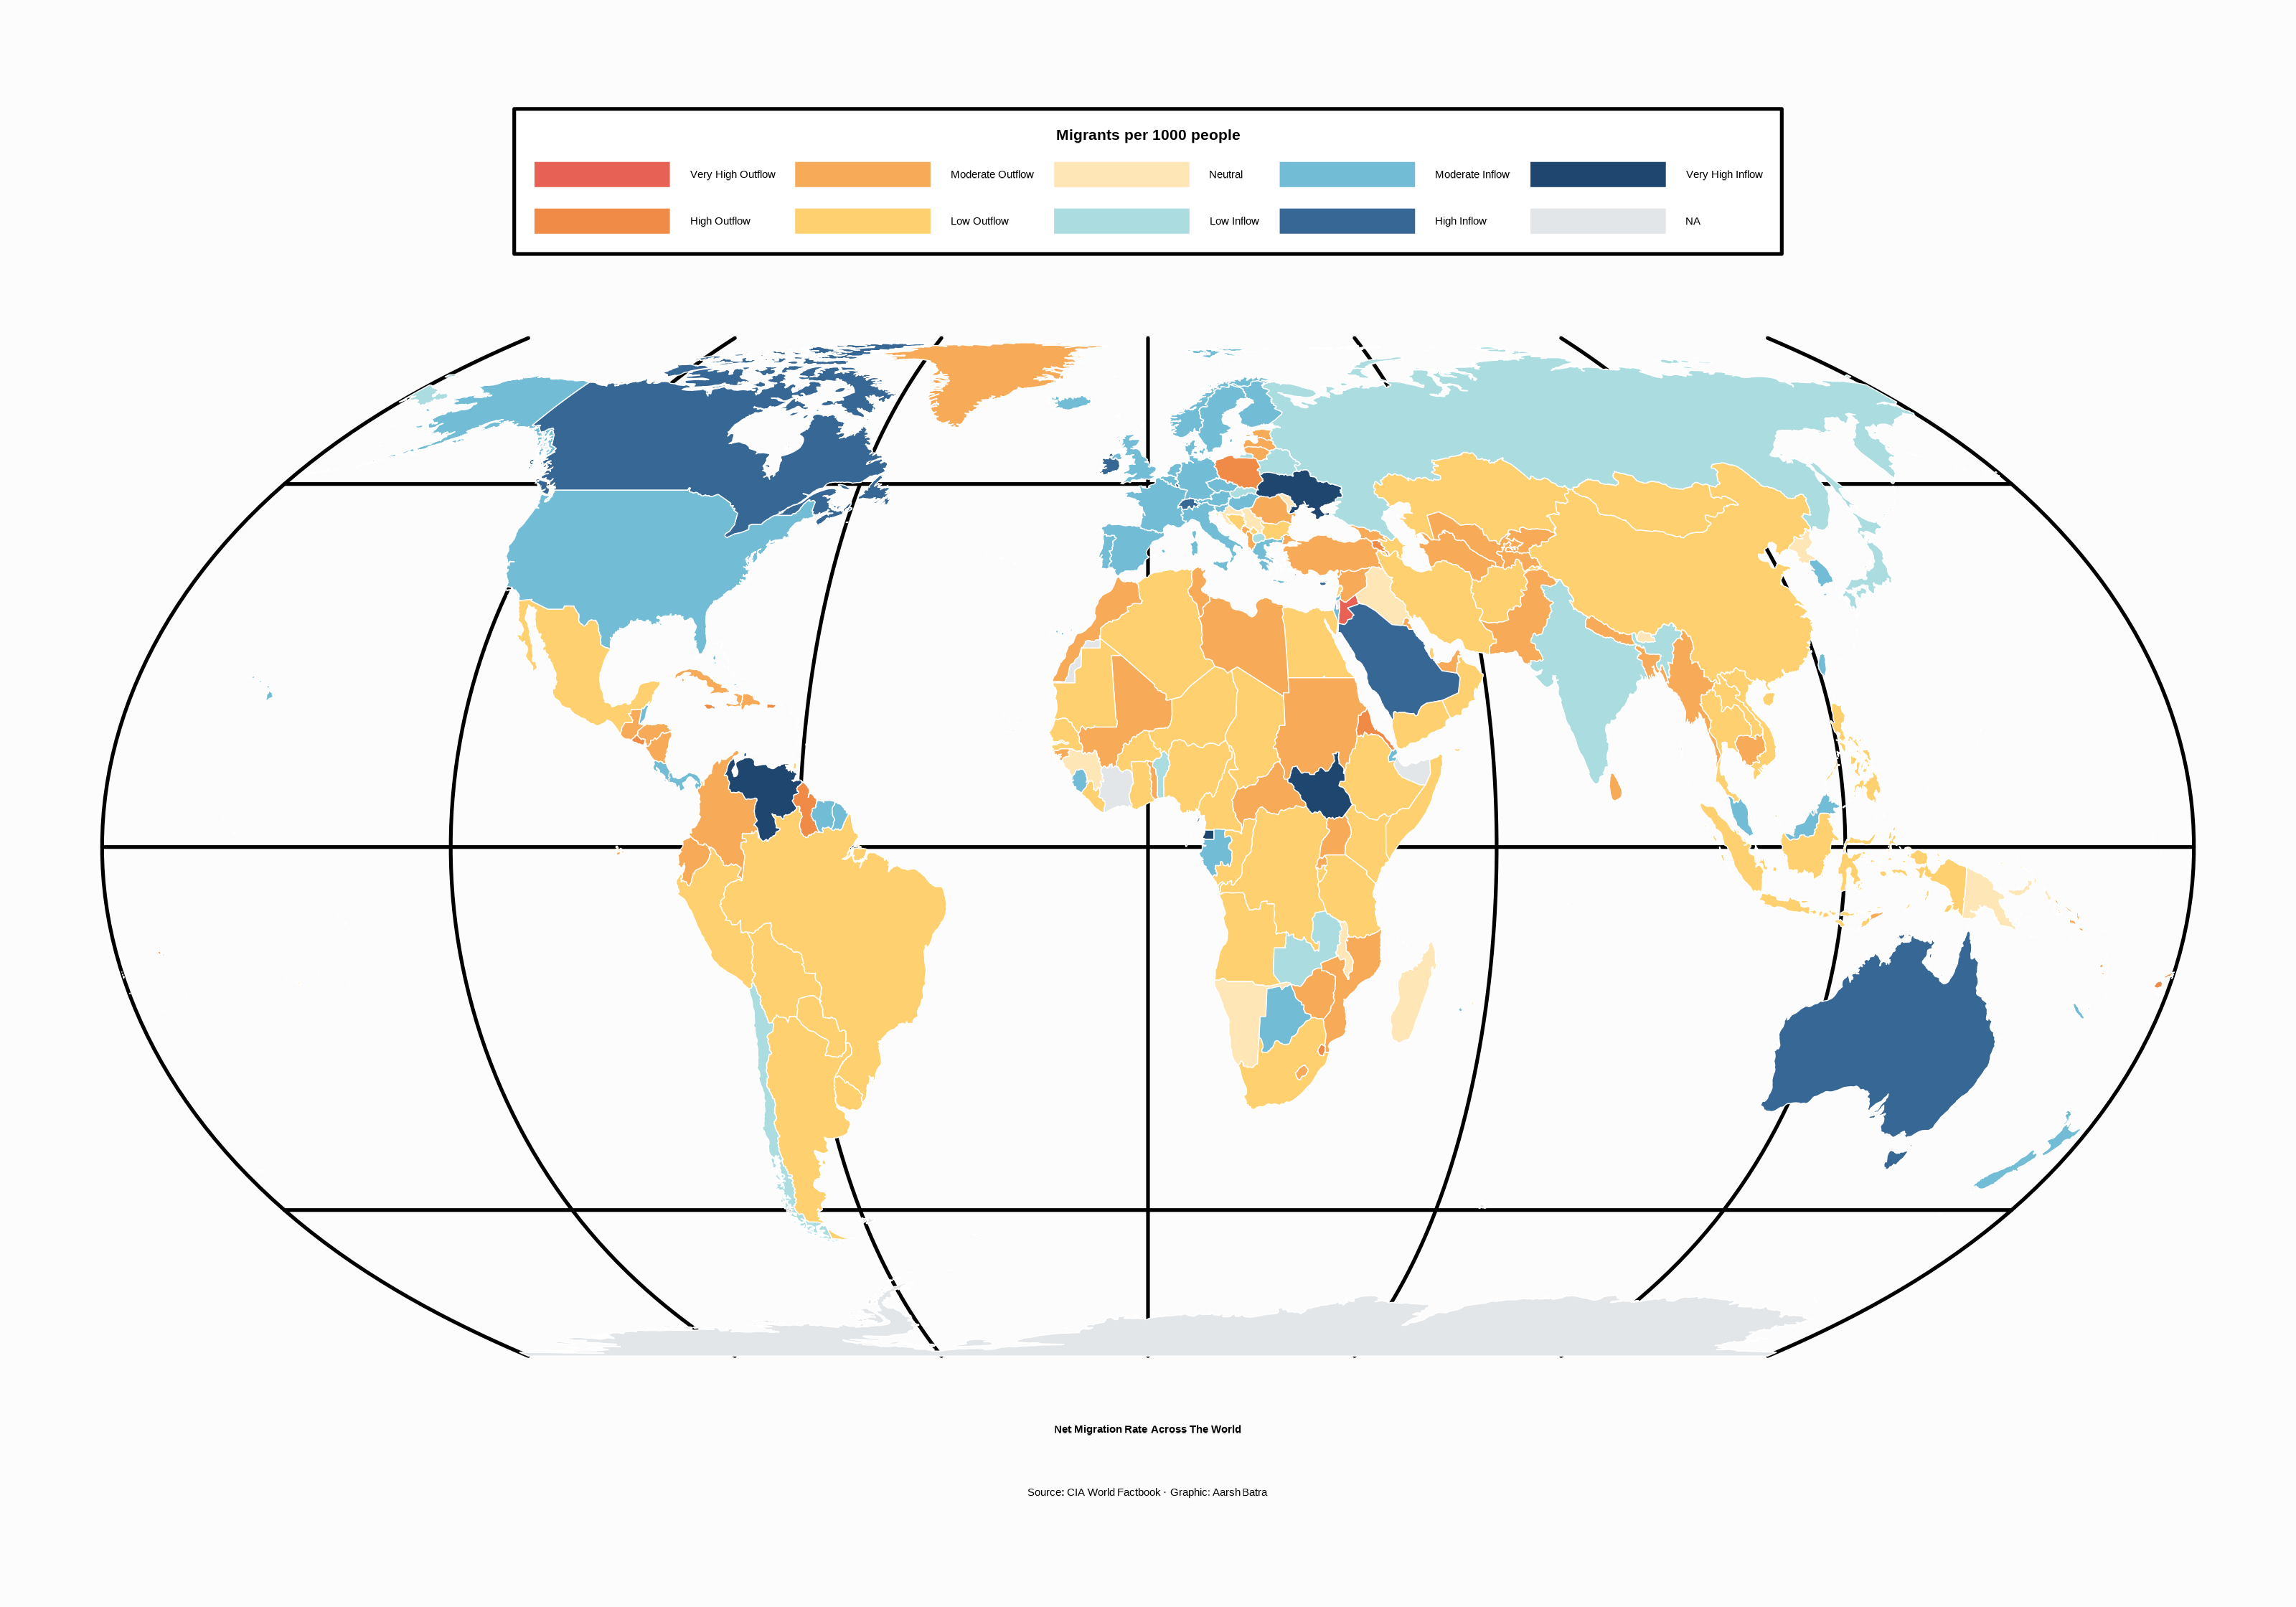 Migrants per 1000 people
Very High Outflow
Moderate Outflow
Neutral
Moderate Inflow
Very High Inflow
High Outflow
Low Outflow
Low Inflow
High Inflow
NA
Net Migration Rate Across The World
Source: CIA World Factbook · Graphic: Aarsh Batra